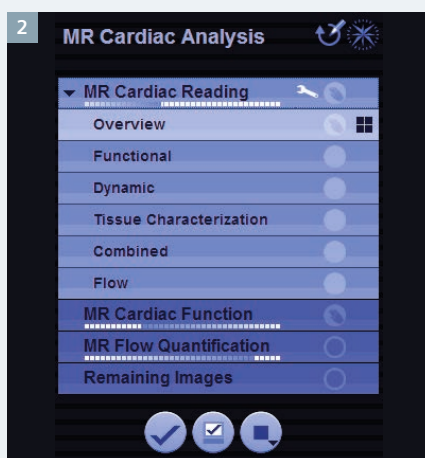 2
MR Cardiac Analysis
MR Cardiac Reading
Overview
Functional
Dynamic
Tissue Characterization
Combined
Flow
MR Cardiac Function
MR Flow Quantification
Remaining Images